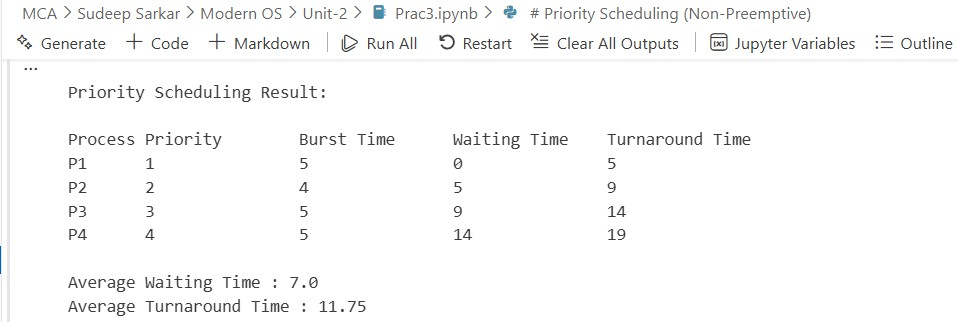 MCA > Sudeep Sarkar > Modern OS > Unit-2 > Prac3.ipynb > # Priority Scheduling (Non-Preemptive)
Generate + Code + Markdown | Run All Restart Clear All Outputs | Jupyter Variables Outline
...
Priority Scheduling Result:
Process Priority Burst Time Waiting Time Turnaround Time
P1 1 5 0 5
P2 2 4 5 9
P3 3 5 9 14
P4 4 5 14 19
Average Waiting Time : 7.0
Average Turnaround Time : 11.75